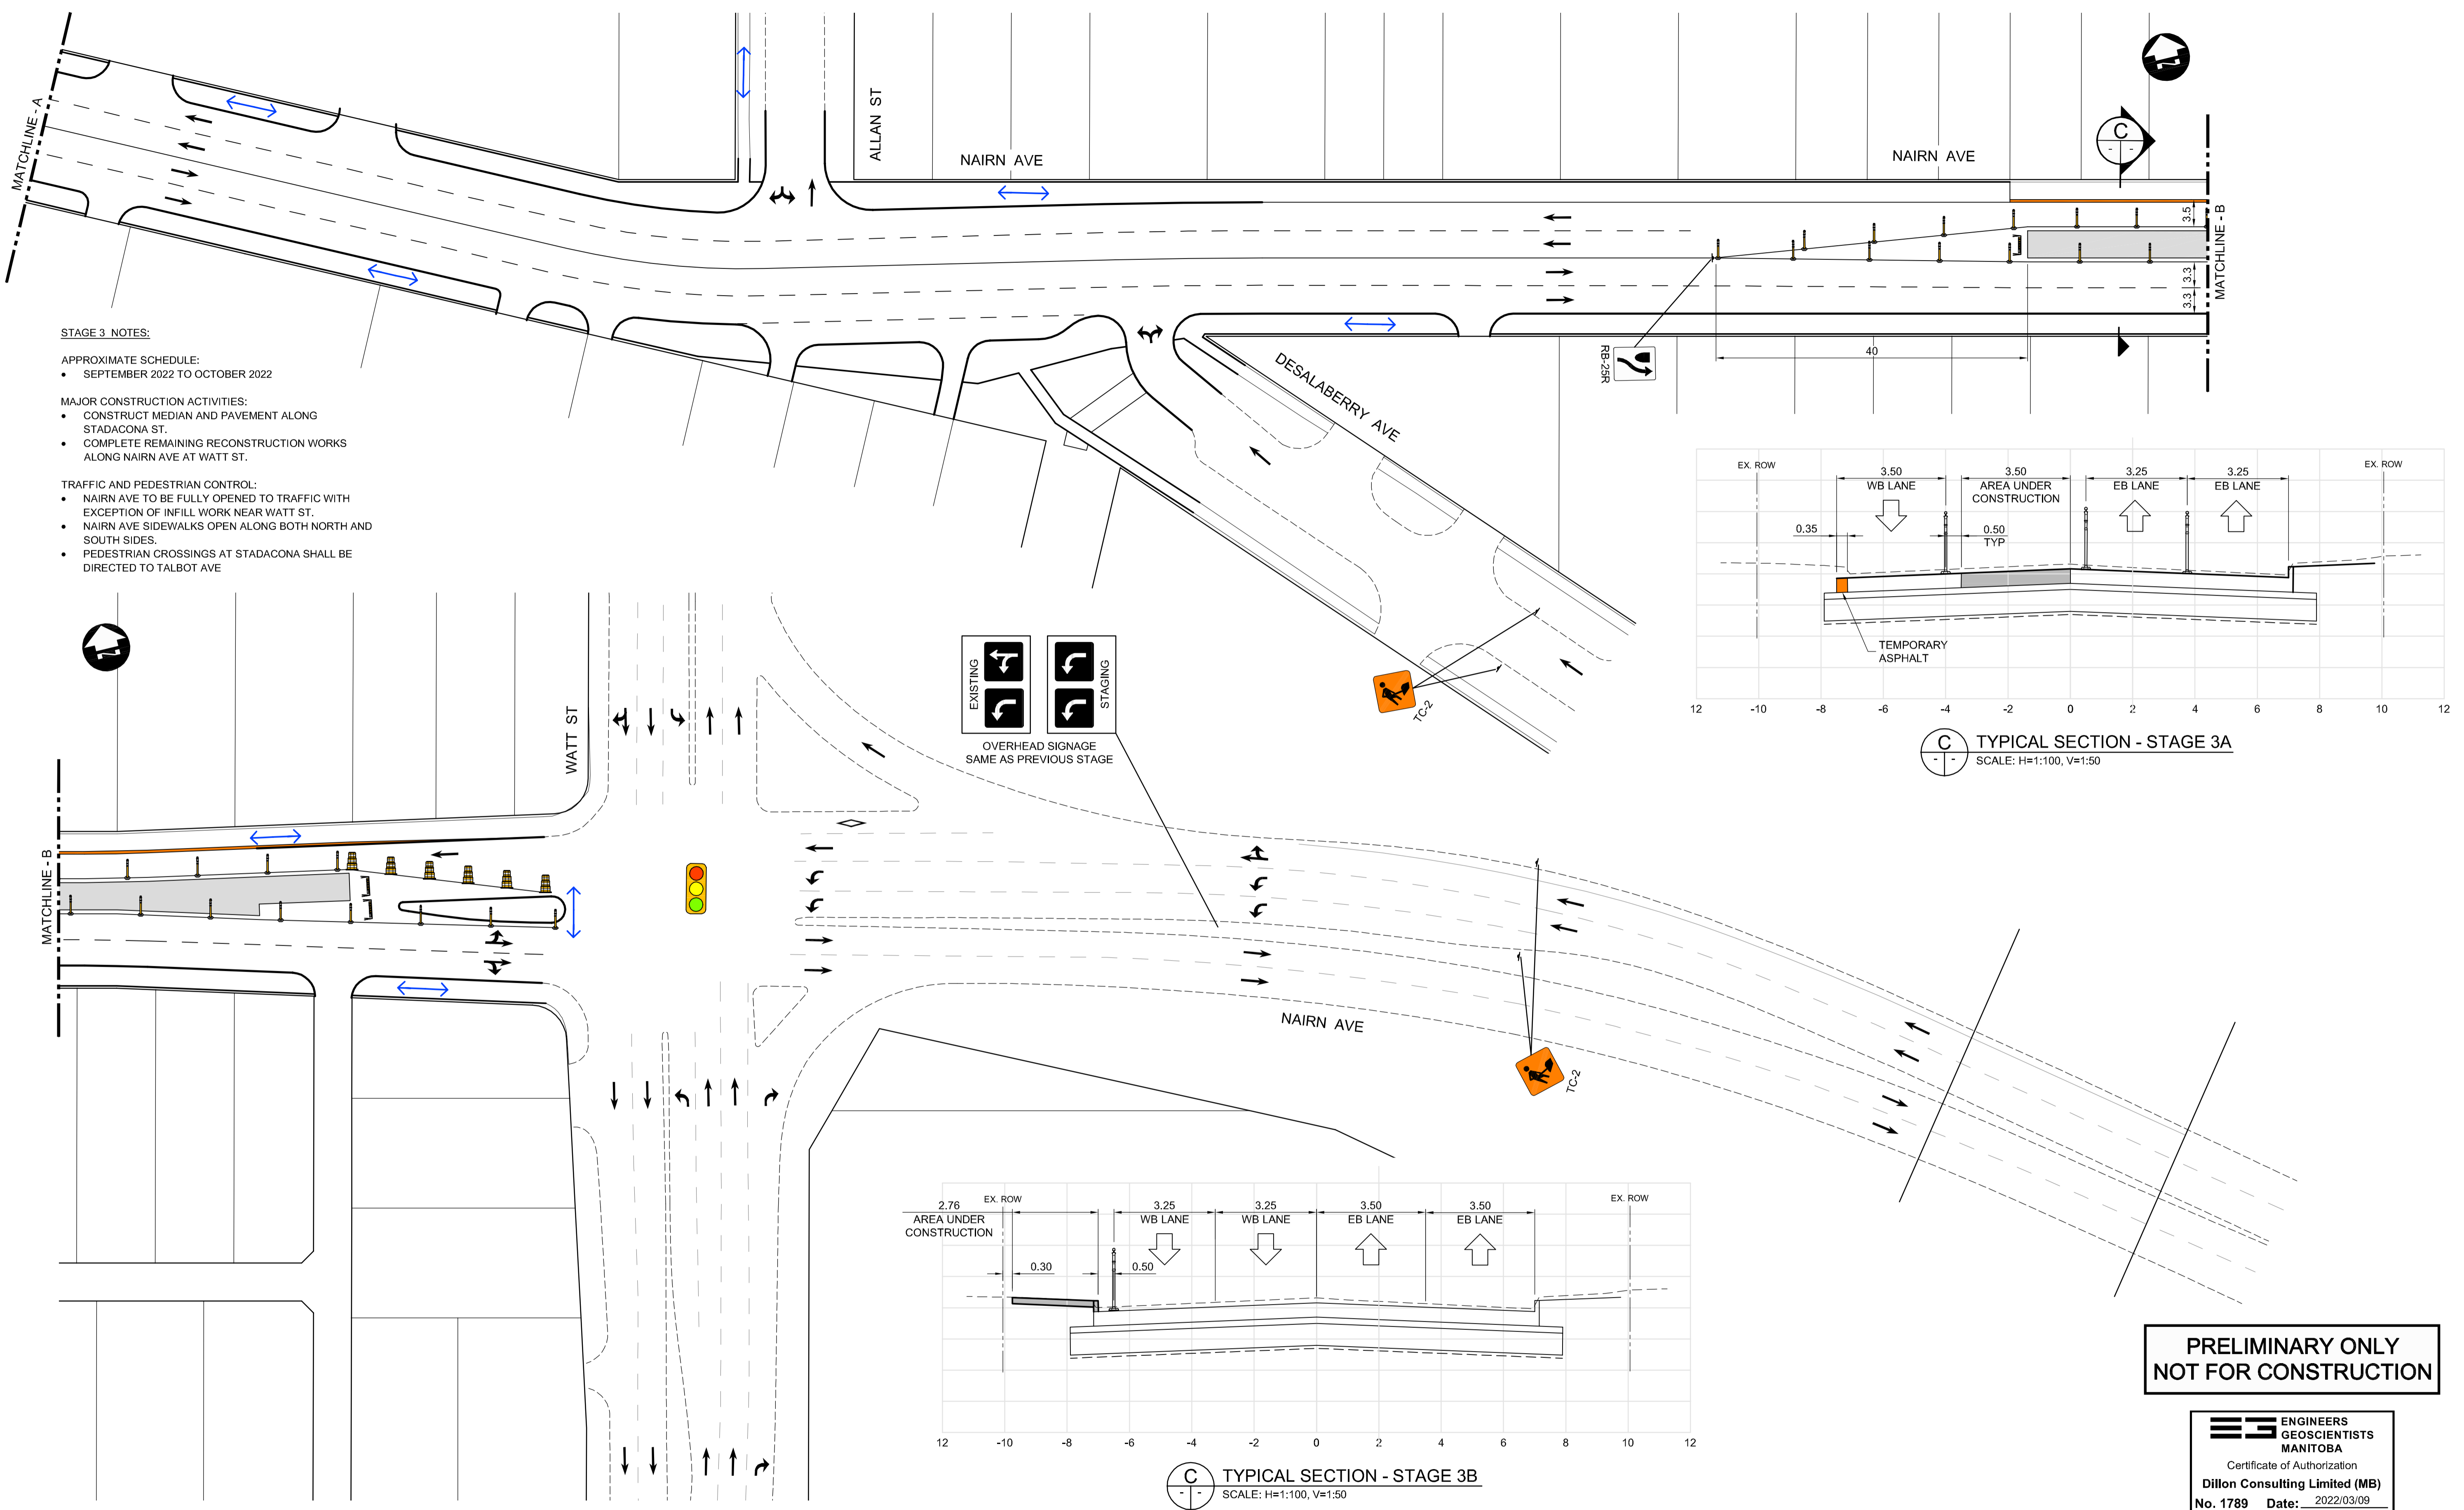 MATCHLINE - A
ALLAN ST
NAIRN AVE
NAIRN AVE
C
- -
3.5
3.3
3.3
MATCHLINE - B
40
RB-25R
DESALABERRY AVE
STAGE 3 NOTES:
APPROXIMATE SCHEDULE:
• SEPTEMBER 2022 TO OCTOBER 2022
MAJOR CONSTRUCTION ACTIVITIES:
• CONSTRUCT MEDIAN AND PAVEMENT ALONG
STADACONA ST.
• COMPLETE REMAINING RECONSTRUCTION WORKS
ALONG NAIRN AVE AT WATT ST.
TRAFFIC AND PEDESTRIAN CONTROL:
• NAIRN AVE TO BE FULLY OPENED TO TRAFFIC WITH
EXCEPTION OF INFILL WORK NEAR WATT ST.
• NAIRN AVE SIDEWALKS OPEN ALONG BOTH NORTH AND
SOUTH SIDES.
• PEDESTRIAN CROSSINGS AT STADACONA SHALL BE
DIRECTED TO TALBOT AVE
EX. ROW
3.50
WB LANE
3.50
AREA UNDER
CONSTRUCTION
3.25
EB LANE
3.25
EB LANE
EX. ROW
0.35
0.50
TYP
TEMPORARY
ASPHALT
12 -10 -8 -6 -4 -2 0 2 4 6 8 10 12
C
- -
TYPICAL SECTION - STAGE 3A
SCALE: H=1:100, V=1:50
TC-2
EXISTING
STAGING
OVERHEAD SIGNAGE
SAME AS PREVIOUS STAGE
WATT ST
MATCHLINE - B
NAIRN AVE
TC-2
2.76
AREA UNDER
CONSTRUCTION
EX. ROW
3.25
WB LANE
3.25
WB LANE
3.50
EB LANE
3.50
EB LANE
EX. ROW
0.30
0.50
12 -10 -8 -6 -4 -2 0 2 4 6 8 10 12
C
- -
TYPICAL SECTION - STAGE 3B
SCALE: H=1:100, V=1:50
PRELIMINARY ONLY
NOT FOR CONSTRUCTION
ENGINEERS
GEOSCIENTISTS
MANITOBA
Certificate of Authorization
Dillon Consulting Limited (MB)
No. 1789 Date: 2022/03/09